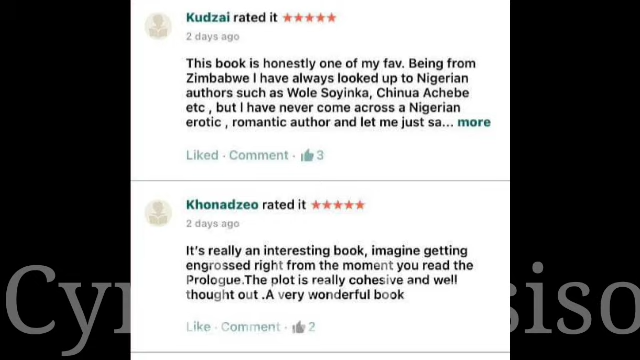 Kudzai rated it ★★★★★
2 days ago
This book is honestly one of my fav. Being from
Zimbabwe I have always looked up to Nigerian
authors such as Wole Soyinka, Chinua Achebe
etc , but I have never come across a Nigerian
erotic , romantic author and let me just sa... more
Liked · Comment · 3
Khonadzeo rated it ★★★★★
2 days ago
It's really an interesting book, imagine getting
engrossed right from the moment you read the
Prologue.The plot is really cohesive and well
thought out .A very wonderful book
Like · Comment · 2